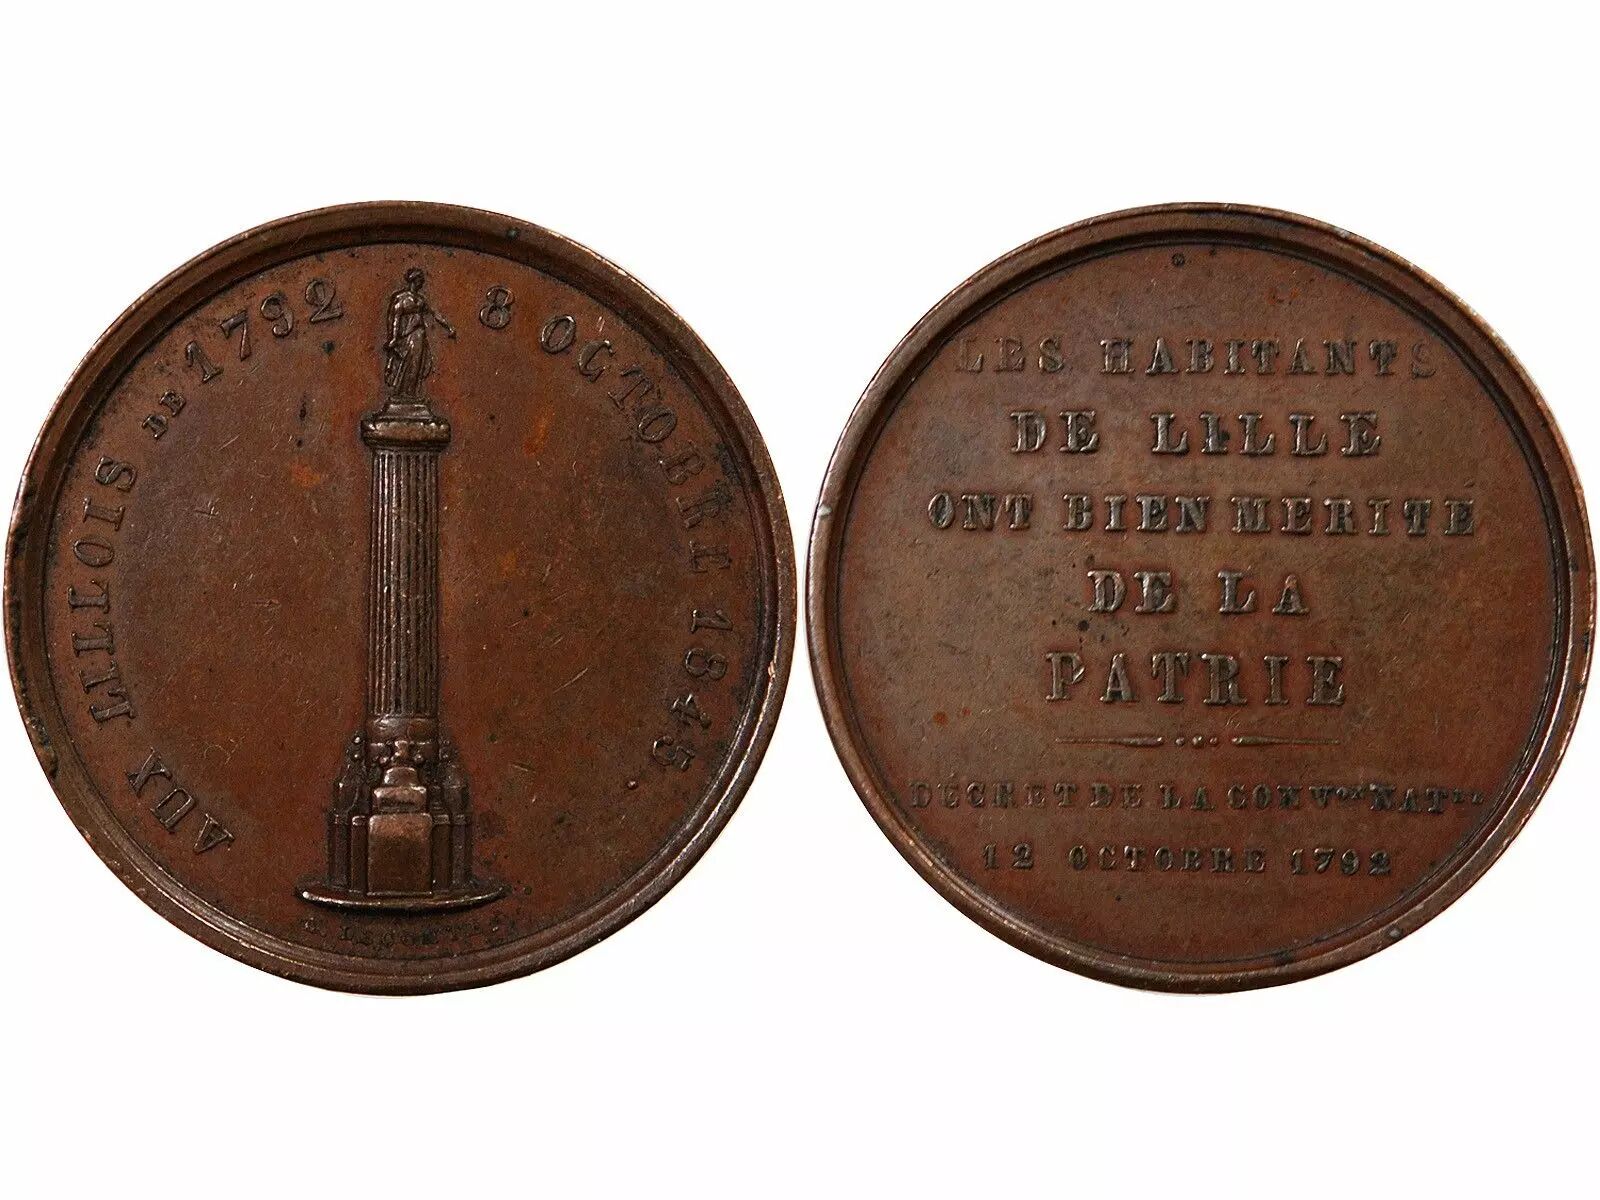 AUX LILLOIS DE 1792 8 OCTOBRE 1845.
LECOMTE
LES HABITANTS
DE LILLE
ONT BIEN MERITE
DE LA
PATRIE
DÉCRET DE LA CONVON NATLE
12 OCTOBRE 1792